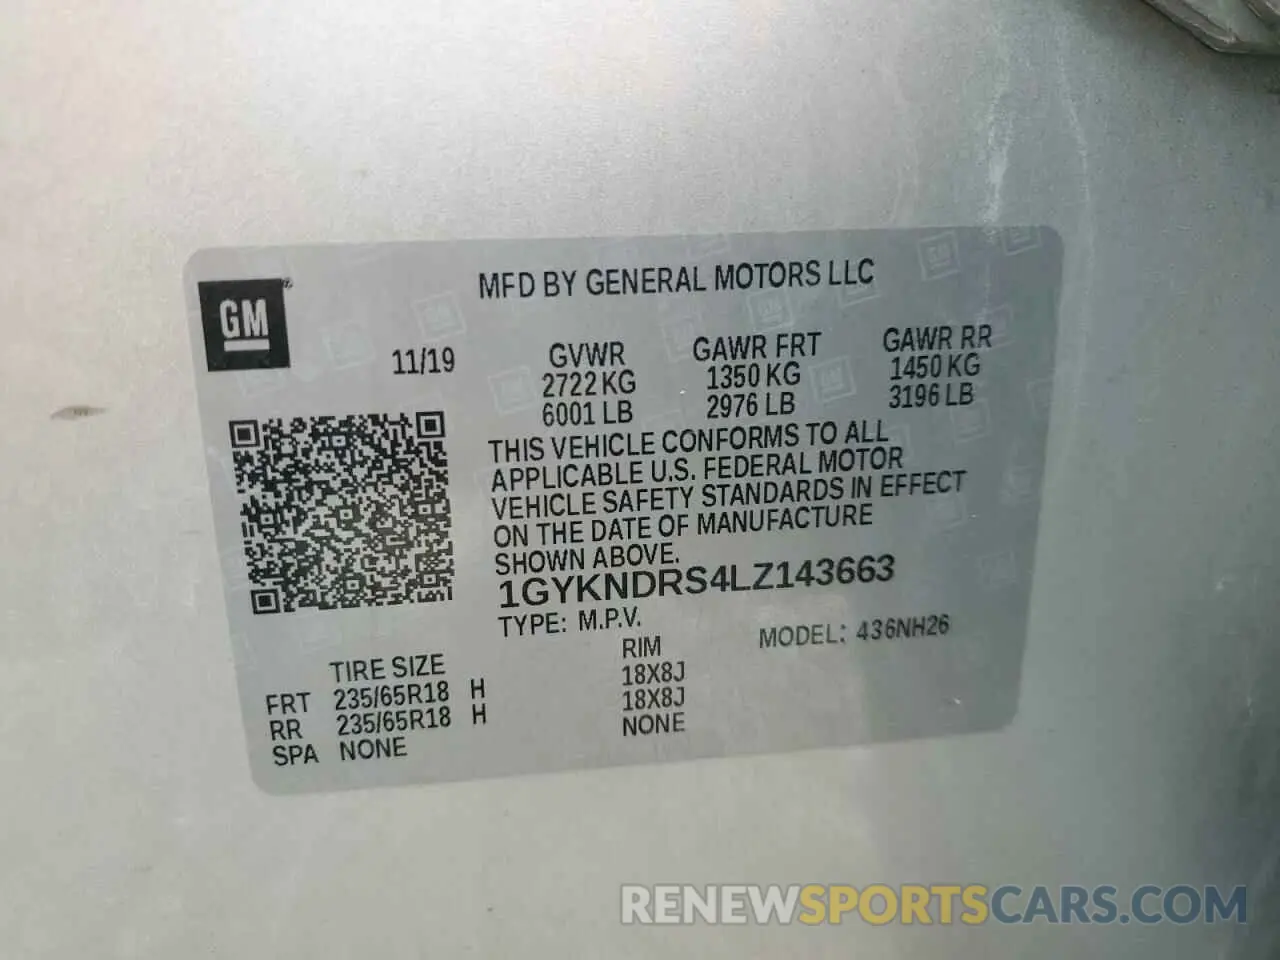 MFD BY GENERAL MOTORS LLC
GM
11/19
GVWR
2722 KG
6001 LB
GAWR FRT
1350 KG
2976 LB
GAWR RR
1450 KG
3196 LB
THIS VEHICLE CONFORMS TO ALL
APPLICABLE U.S. FEDERAL MOTOR
VEHICLE SAFETY STANDARDS IN EFFECT
ON THE DATE OF MANUFACTURE
SHOWN ABOVE.
1GYKNDRS4LZ143663
TYPE: M.P.V.
MODEL: 436NH26
TIRE SIZE RIM
FRT 235/65R18 H 18X8J
RR 235/65R18 H 18X8J
SPA NONE NONE
RENEWSPORTSCARS.COM